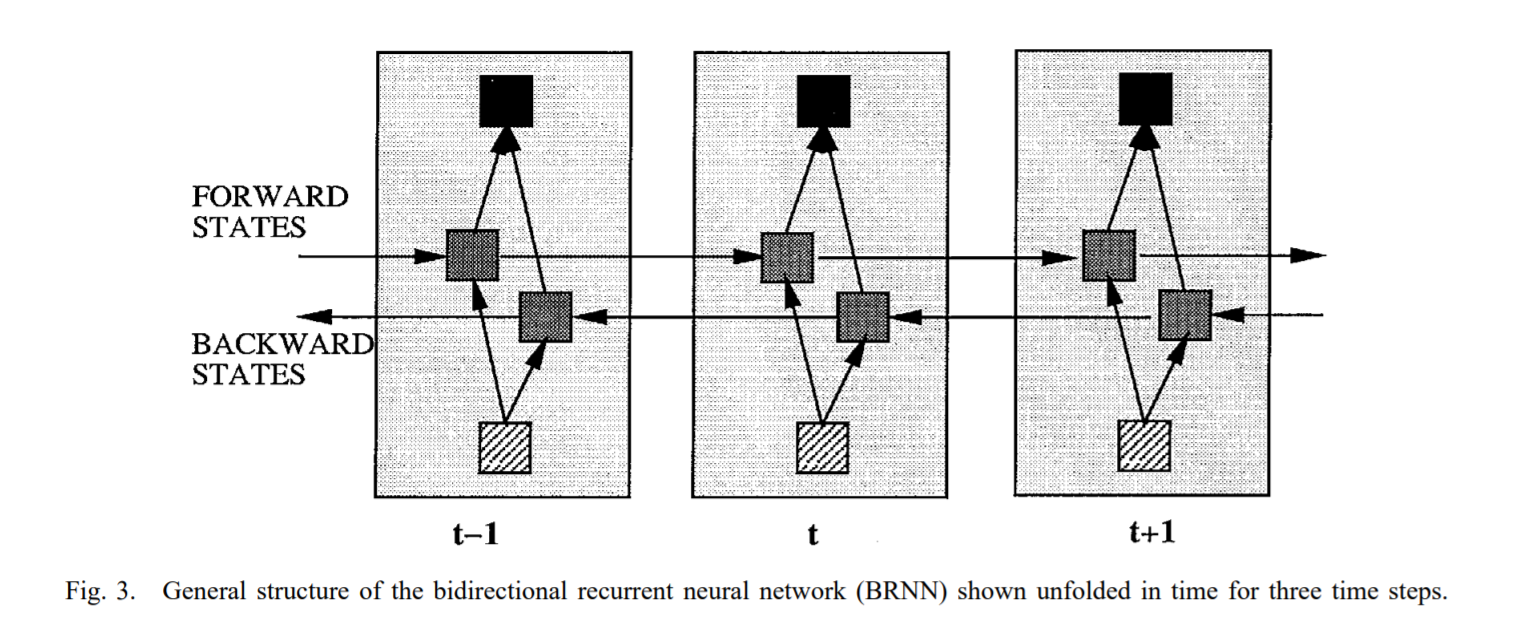 FORWARD
STATES
BACKWARD
STATES
t–1
t
t+1
Fig. 3. General structure of the bidirectional recurrent neural network (BRNN) shown unfolded in time for three time steps.